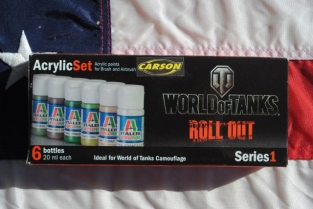 AcrylicSet
Acrylic paints
for Brush and Airbrush
CARSON
WORLD OF TANKS
ROLL OUT
ITALERI
6 bottles
20 ml each
Ideal for World of Tanks Camouflage
Series1